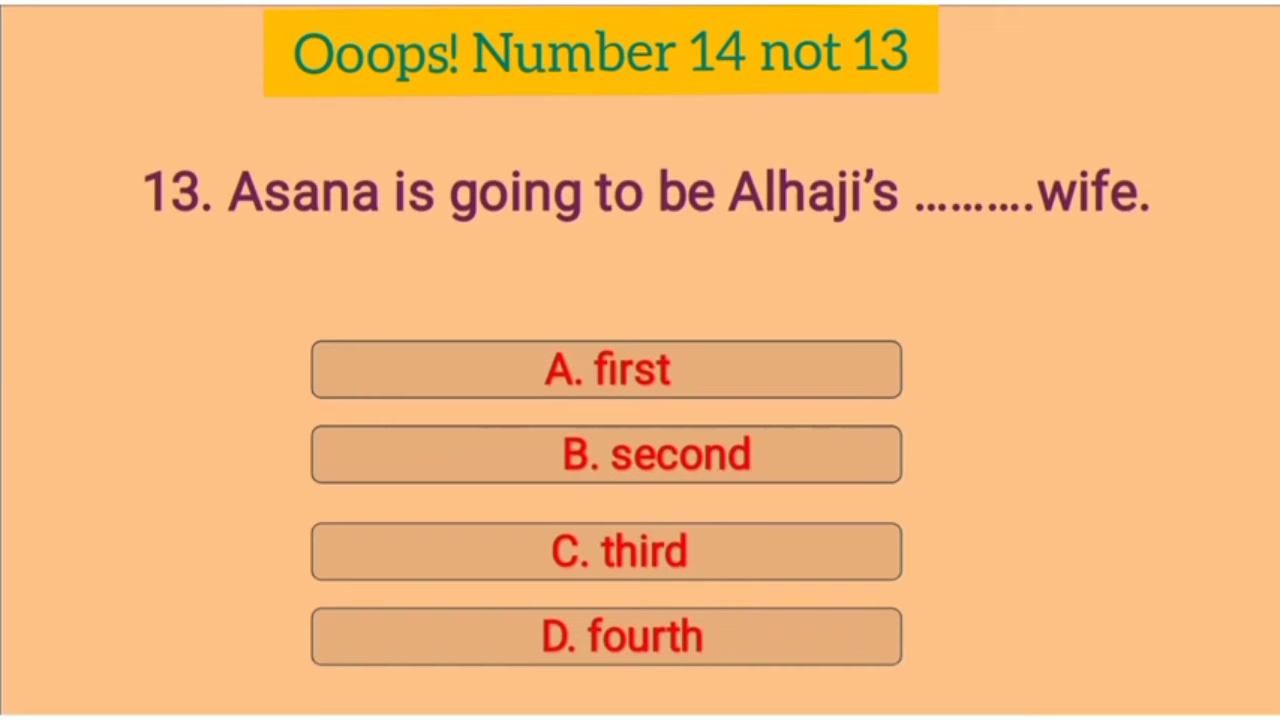 Ooops! Number 14 not 13
13. Asana is going to be Alhaji’s ..........wife.
A. first
B. second
C. third
D. fourth